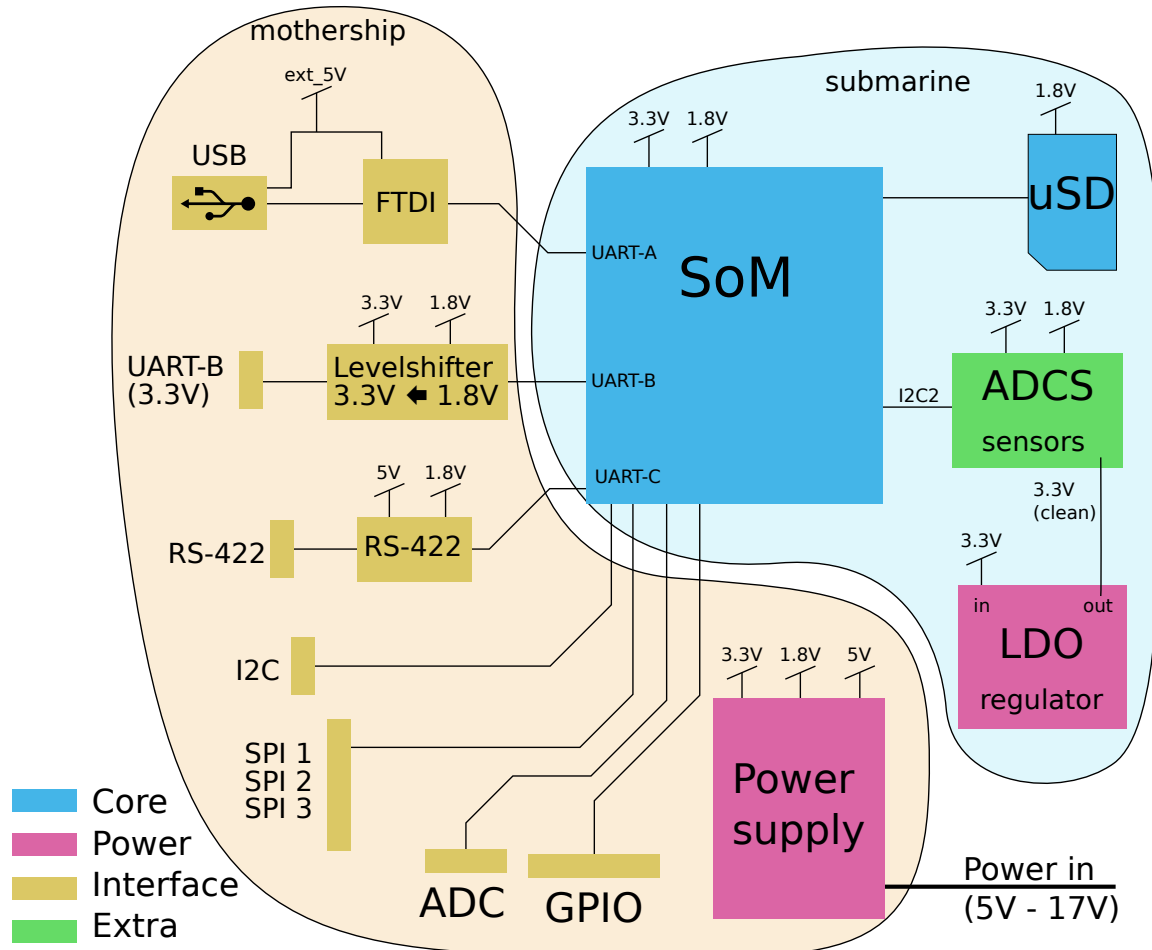 mothership
ext_5V
submarine
USB
FTDI
3.3V
1.8V
1.8V
uSD
UART-A
SoM
3.3V
1.8V
UART-B
(3.3V)
Levelshifter
3.3V 1.8V
UART-B
3.3V
1.8V
I2C2
ADCS
sensors
5V
1.8V
UART-C
RS-422
RS-422
3.3V
(clean)
3.3V
in
out
LDO
regulator
I2C
3.3V
1.8V
5V
SPI 1
SPI 2
SPI 3
Power
supply
ADC
GPIO
Power in
(5V - 17V)
Core
Power
Interface
Extra